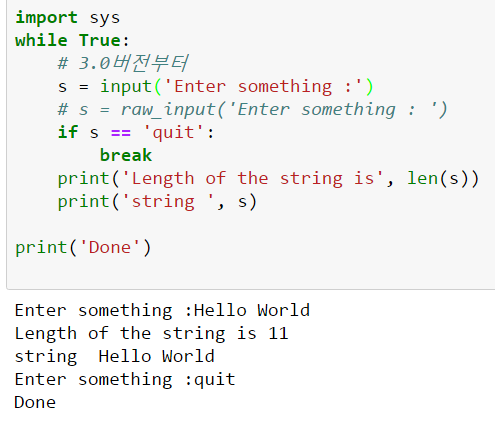 import sys
while True:
    # 3.0버전부터
    s = input('Enter something :')
    # s = raw_input('Enter something : ')
    if s == 'quit':
        break
    print('Length of the string is', len(s))
    print('string ', s)

print('Done')

Enter something :Hello World
Length of the string is 11
string  Hello World
Enter something :quit
Done